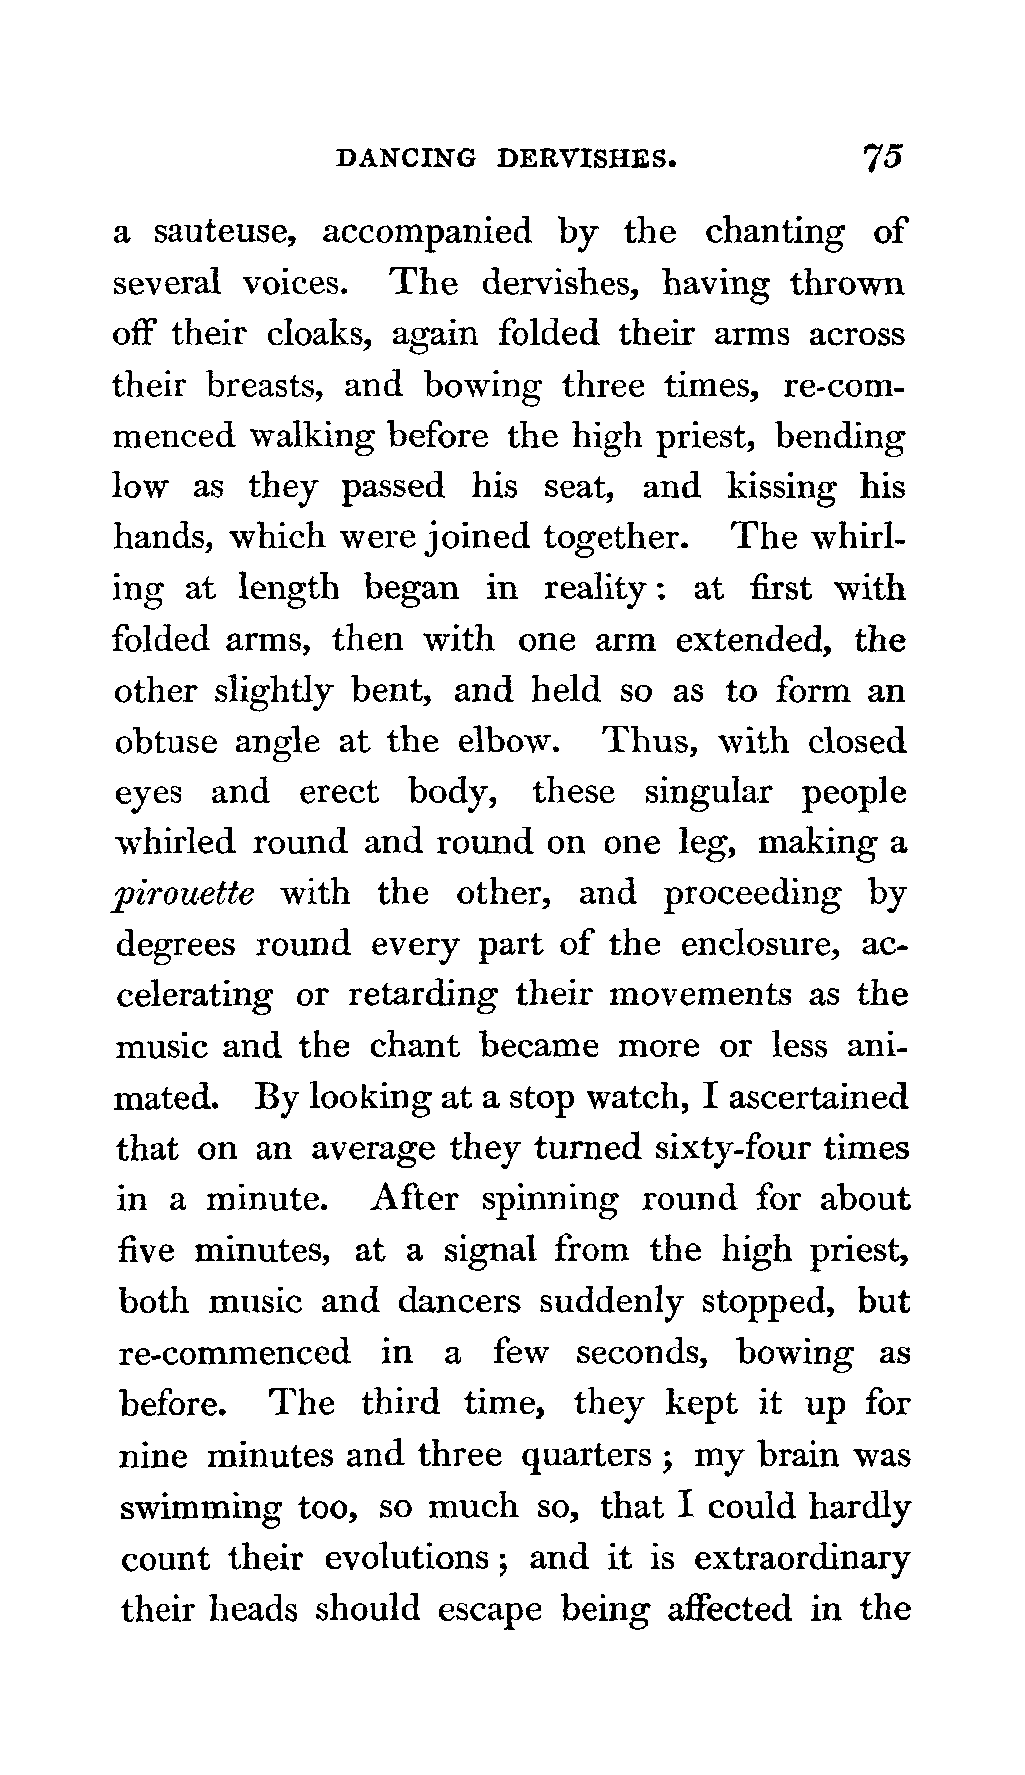 DANCING DERVISHES. 75
a sauteuse, accompanied by the chanting of
several voices. The dervishes, having thrown
off their cloaks, again folded their arms across
their breasts, and bowing three times, re-com-
menced walking before the high priest, bending
low as they passed his seat, and kissing his
hands, which were joined together. The whirl-
ing at length began in reality: at first with
folded arms, then with one arm extended, the
other slightly bent, and held so as to form an
obtuse angle at the elbow. Thus, with closed
eyes and erect body, these singular people
whirled round and round on one leg, making a
pirouette with the other, and proceeding by
degrees round every part of the enclosure, ac-
celerating or retarding their movements as the
music and the chant became more or less ani-
mated. By looking at a stop watch, I ascertained
that on an average they turned sixty-four times
in a minute. After spinning round for about
five minutes, at a signal from the high priest,
both music and dancers suddenly stopped, but
re-commenced in a few seconds, bowing as
before. The third time, they kept it up for
nine minutes and three quarters; my brain was
swimming too, so much so, that I could hardly
count their evolutions; and it is extraordinary
their heads should escape being affected in the